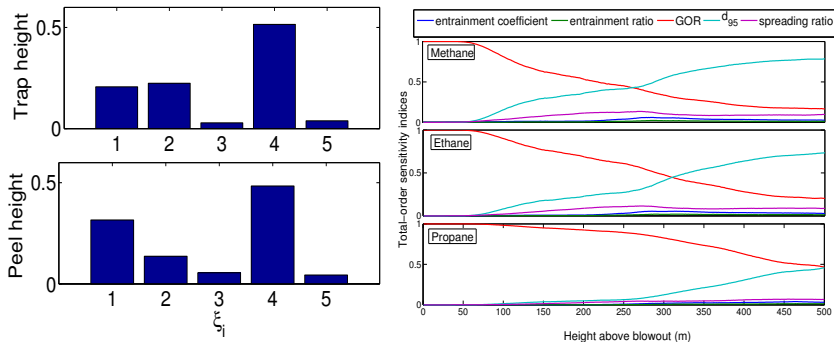 Trap height
0.5
0
1 2 3 4 5
Peel height
0.5
0
1 2 3 4 5
ξi
entrainment coefficient entrainment ratio GOR d95 spreading ratio
Total−order sensitivity indices
1
0.5
0
Methane
1
0.5
0
Ethane
1
0.5
0
Propane
0 50 100 150 200 250 300 350 400 450 500
Height above blowout (m)